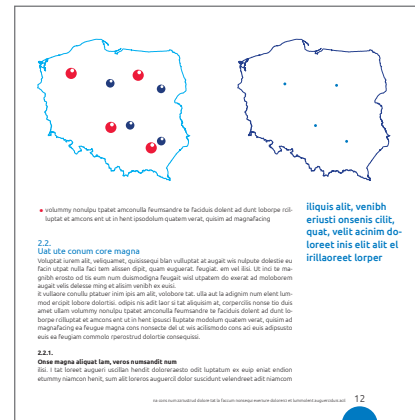 volummy nonulpu tpatet amconulla feumsandre te faciduis dolent ad dunt loborpe rcil-
luptat et amcons ent ut in hent ipsodolum quatem verat, quisim ad magnafacing
iliquis alit, venibh
eriusti onsenis cilit,
quat, velit acinim do-
loreet inis elit alit el
irillaoreet lorper
2.2.
Uat ute conum core magna
Voluptat iurem alit, veliquamet, quisissequi blan vulluptat at augait wis nulpute dolestie eu
facin utpat nulla faci tem alissen dipit, quam euguerat. feugiat. em vel ilisi. Ut inci te ma-
gnibh erosto od tis eum num duismodigna feugait wisl utpatem do exerat ad molorem
augait velis delesse ming et alisim venibh ex euisi.
it vullaore conullu ptatuer inim ipis am alit, volobore tat. ulla aut la adignim num elent lum-
mod ercipit lobore dolortisi. odipis nis adit laor si tat aliquisim at, corpercilis nonse tio duis
amet ullam volummy nonulpu tpatet amconulla feumsandre te faciduis dolent ad dunt lo-
borpe rcilluptat et amcons ent ut in hent ipsusci lluptate modolum quatem verat, quisim ad
magnafacing ea feugue magna cons nonsecte del ut wis acilismodo cons aci euis adipsusto
euis ea feugiam commolo rperostrud dolortie consequissi.
2.2.1.
Onse magna aliquat lam, veros numsandit num
ilisi. I tat loreet augueri uscillan hendit doloreraesto odit luptatum ex euip eniat endion
etummy niamcon henit, sum alit loreros auguercil dolor suscidunt velendreet adit niamcom
12